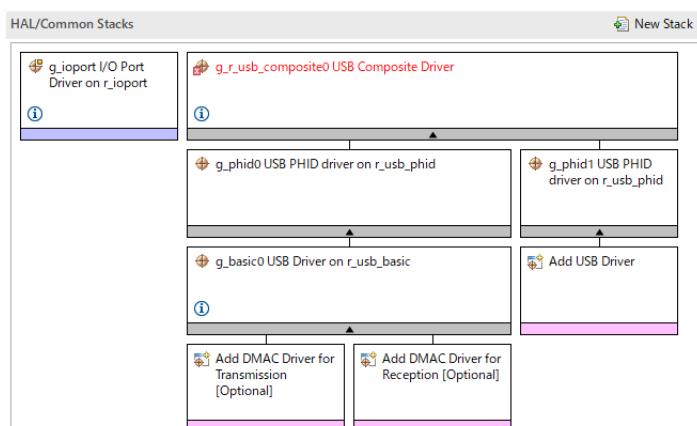 HAL/Common Stacks
New Stack
g_ioport I/O Port
Driver on r_ioport
g_r_usb_composite0 USB Composite Driver
g_phid0 USB PHID driver on r_usb_phid
g_phid1 USB PHID
driver on r_usb_phid
g_basic0 USB Driver on r_usb_basic
Add USB Driver
Add DMAC Driver for
Transmission
[Optional]
Add DMAC Driver for
Reception [Optional]